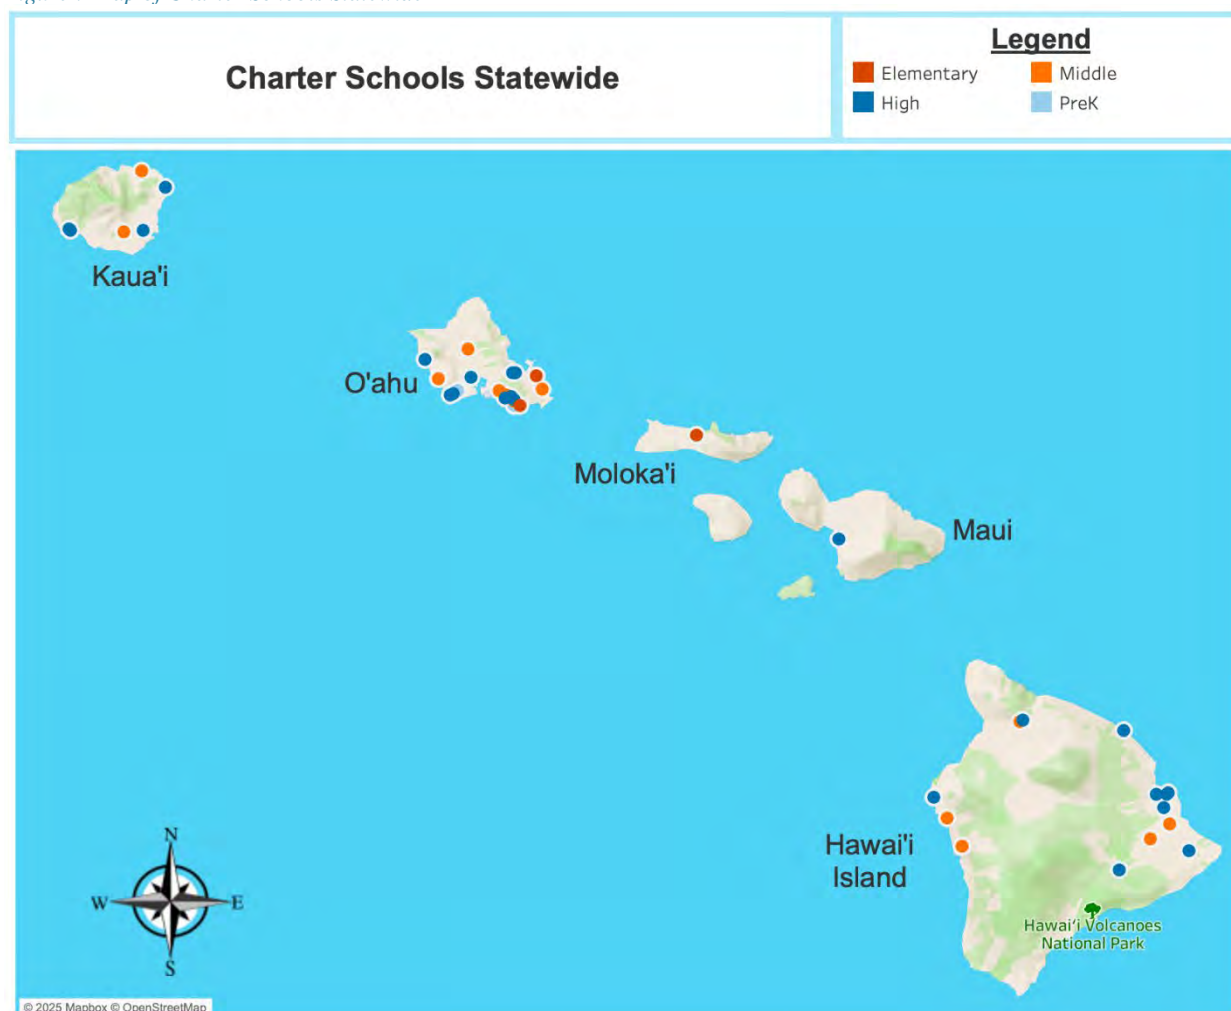 Charter Schools Statewide
Legend
Elementary
Middle
High
PreK
Kaua'i
O'ahu
Moloka'i
Maui
Hawai'i
Island
Hawai'i Volcanoes
National Park
N
W
E
S
© 2025 Mapbox © OpenStreetMap